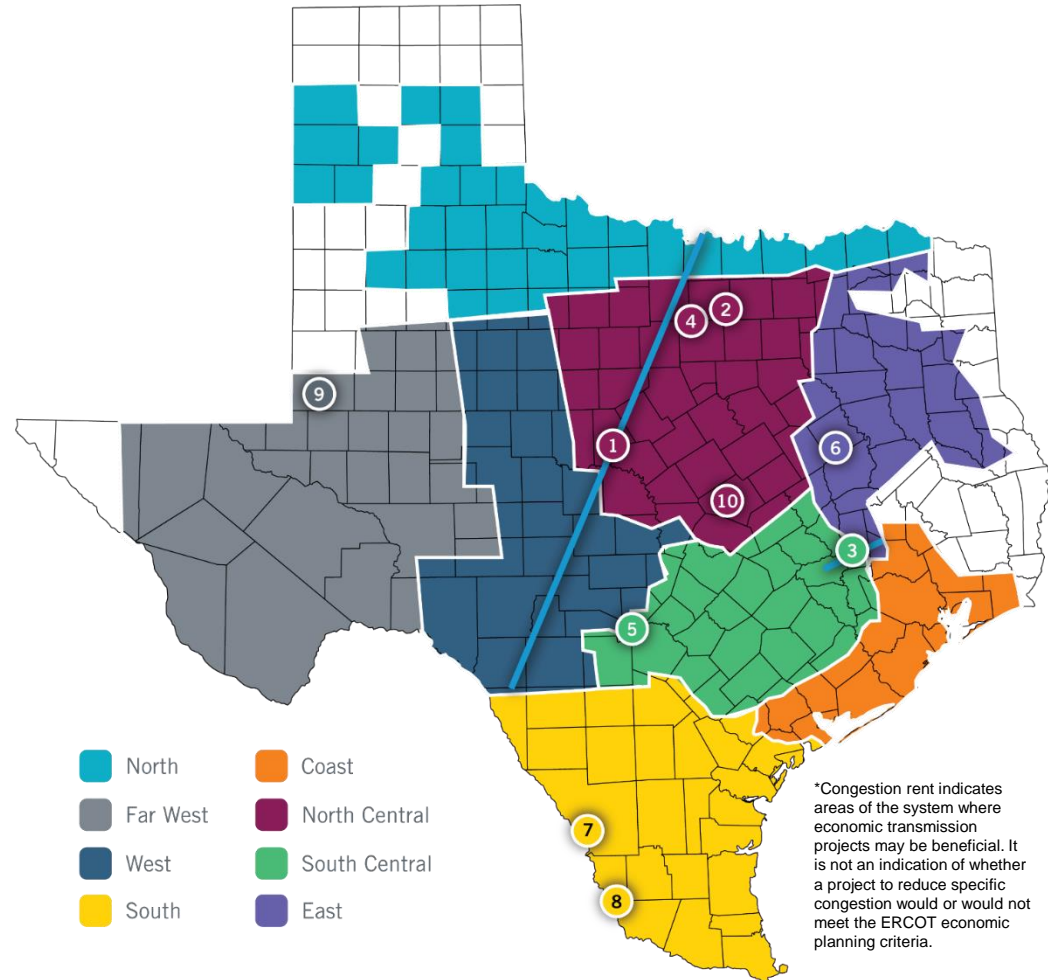 2
4
9
1
6
10
3
5
North
Coast
Far West
North Central
West
South Central
South
East
7
8
*Congestion rent indicates
areas of the system where
economic transmission
projects may be beneficial. It
is not an indication of whether
a project to reduce specific
congestion would or would not
meet the ERCOT economic
planning criteria.